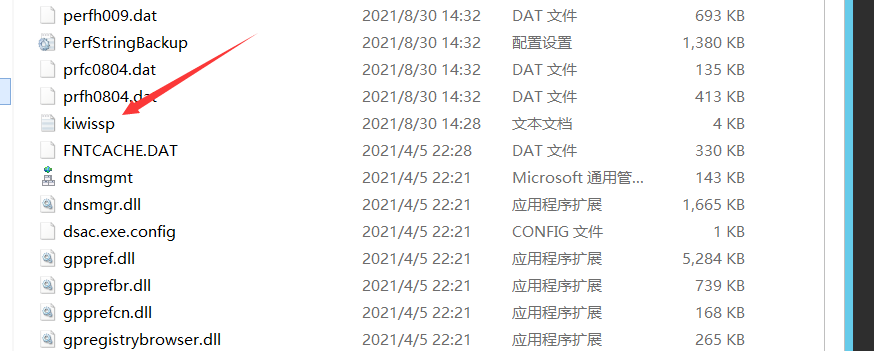 perfh009.dat 2021/8/30 14:32 DAT 文件 693 KB
PerfStringBackup 2021/8/30 14:32 配置设置 1,380 KB
prfc0804.dat 2021/8/30 14:32 DAT 文件 135 KB
prfh0804.dat 2021/8/30 14:32 DAT 文件 413 KB
kiwissp 2021/8/30 14:28 文本文档 4 KB
FNTCACHE.DAT 2021/4/5 22:28 DAT 文件 330 KB
dnsmgmt 2021/4/5 22:21 Microsoft 通用管... 143 KB
dnsmgr.dll 2021/4/5 22:21 应用程序扩展 1,665 KB
dsac.exe.config 2021/4/5 22:21 CONFIG 文件 1 KB
gppref.dll 2021/4/5 22:21 应用程序扩展 5,284 KB
gpprefbr.dll 2021/4/5 22:21 应用程序扩展 739 KB
gpprefcn.dll 2021/4/5 22:21 应用程序扩展 168 KB
gpregistrybrowser.dll 2021/4/5 22:21 应用程序扩展 265 KB